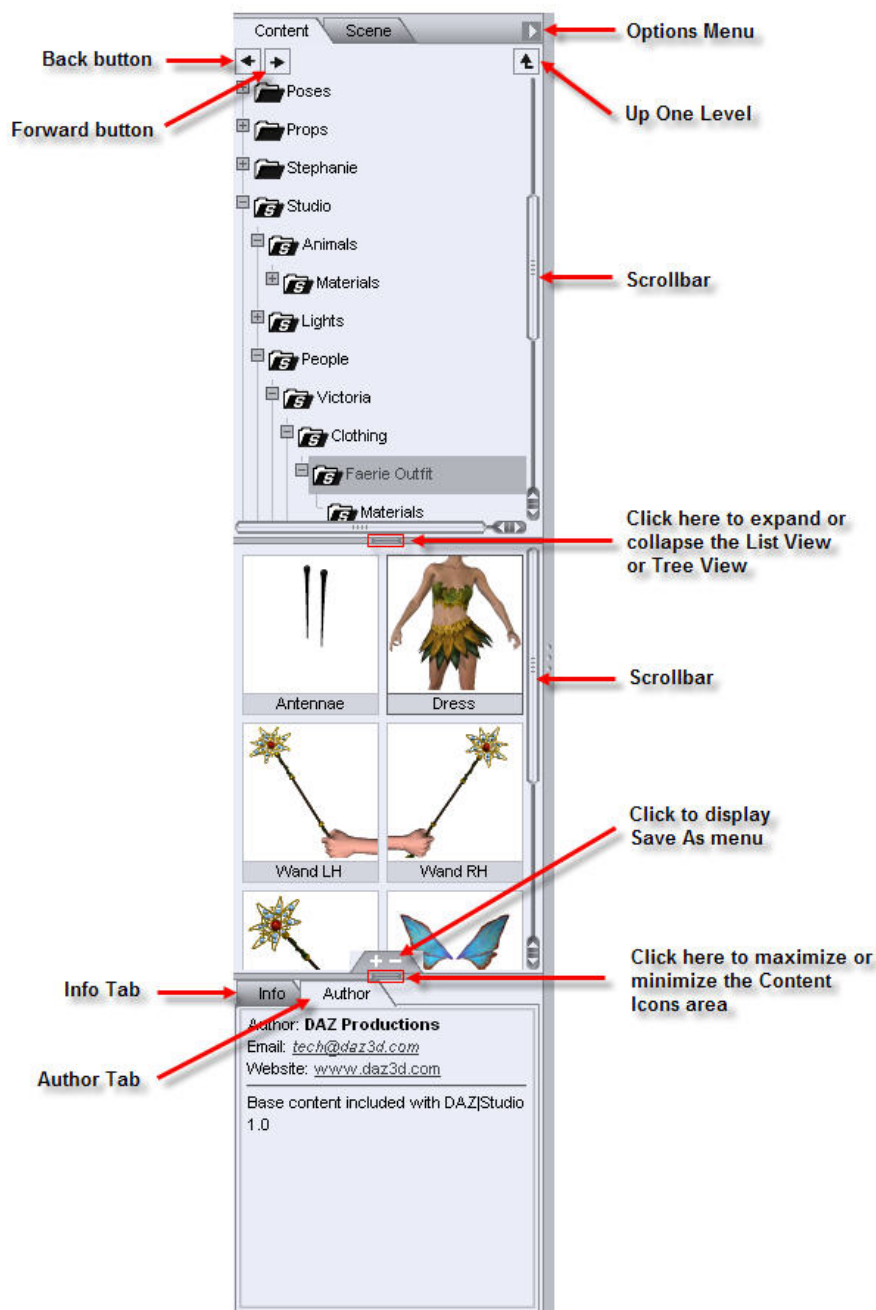 Content
Scene
Options Menu
Back button
Forward button
Up One Level
Poses
Props
Stephanie
Studio
Animals
Materials
Scrollbar
Lights
People
Victoria
Clothing
Faerie Outfit
Materials
Click here to expand or
collapse the List View
or Tree View
Antennae
Dress
Scrollbar
Wand LH
Wand RH
Click to display
Save As menu
Click here to maximize or
minimize the Content
Icons area
Info Tab
Info
Author
Author Tab
Author: DAZ Productions
Email: tech@daz3d.com
Website: www.daz3d.com
Base content included with DAZ|Studio
1.0